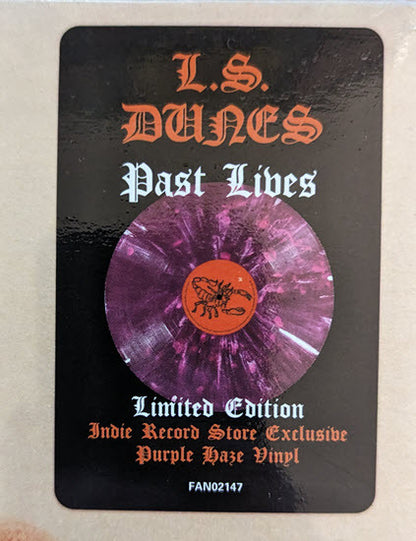 L.S.
DUNES
Past Lives
Limited Edition
Indie Record Store Exclusive
Purple Haze Vinyl
FAN02147